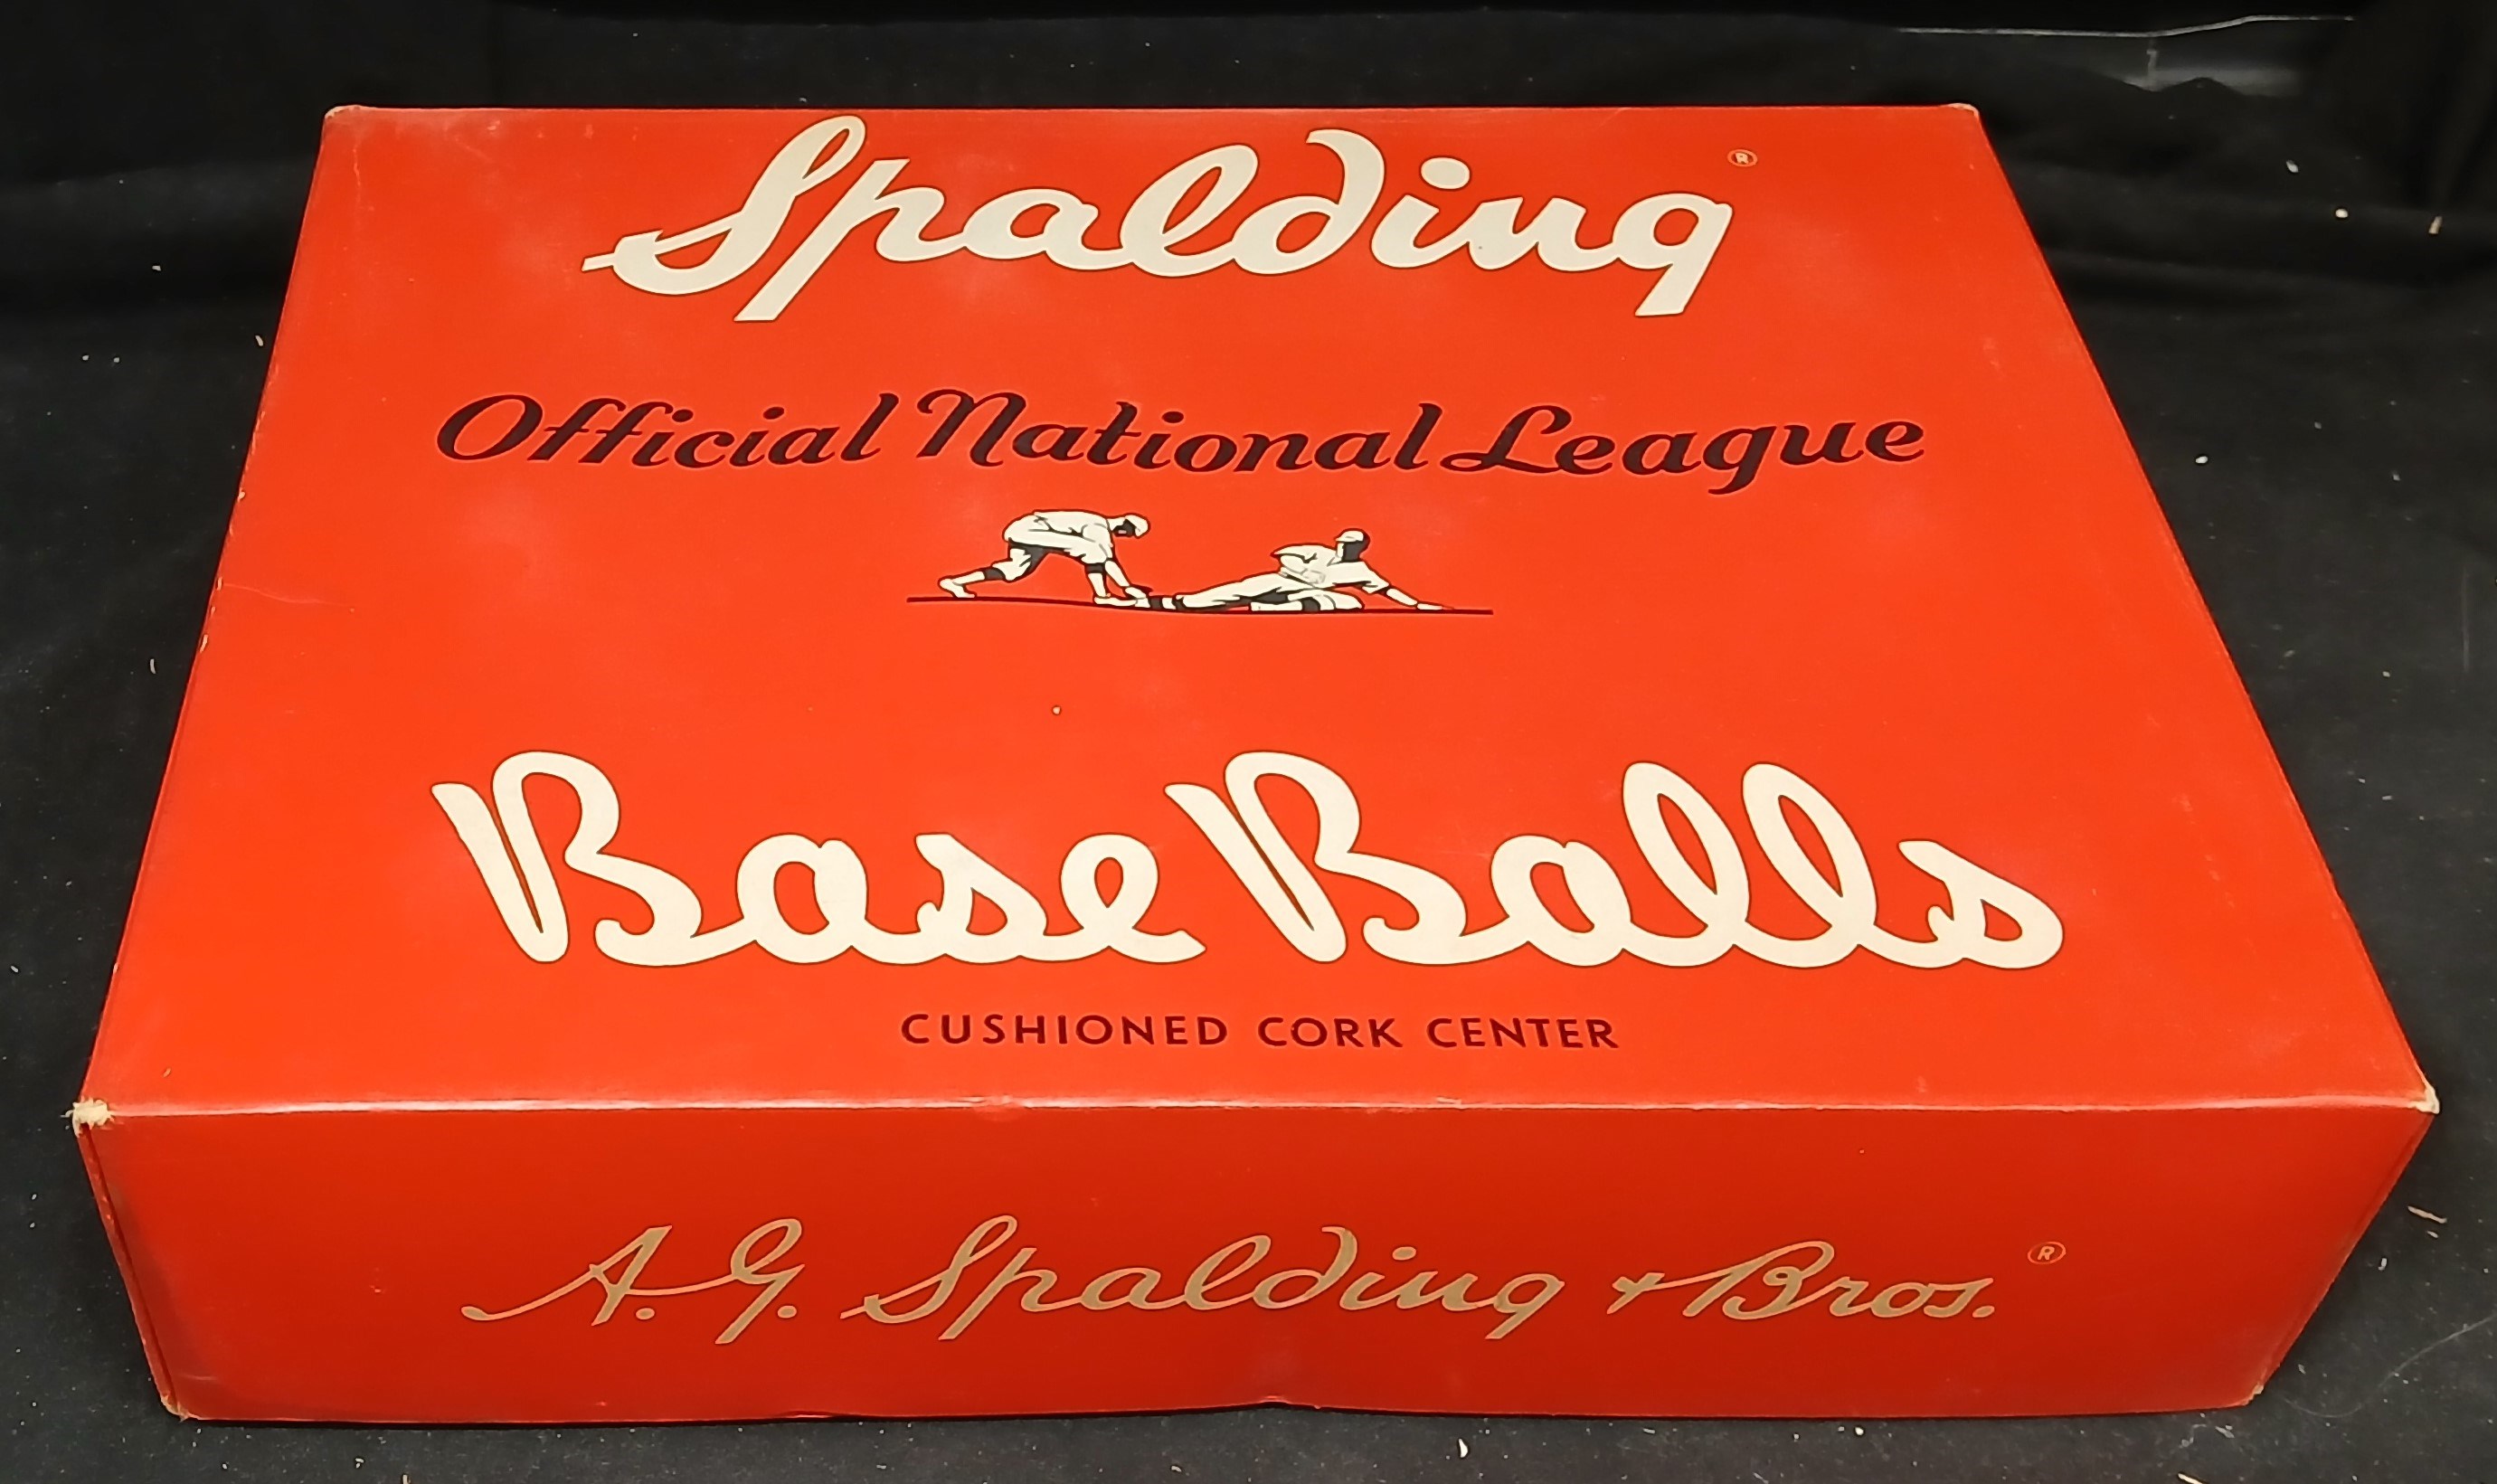 Spalding®
Official National League
Base Balls
CUSHIONED CORK CENTER
A. G. Spalding & Bros.®